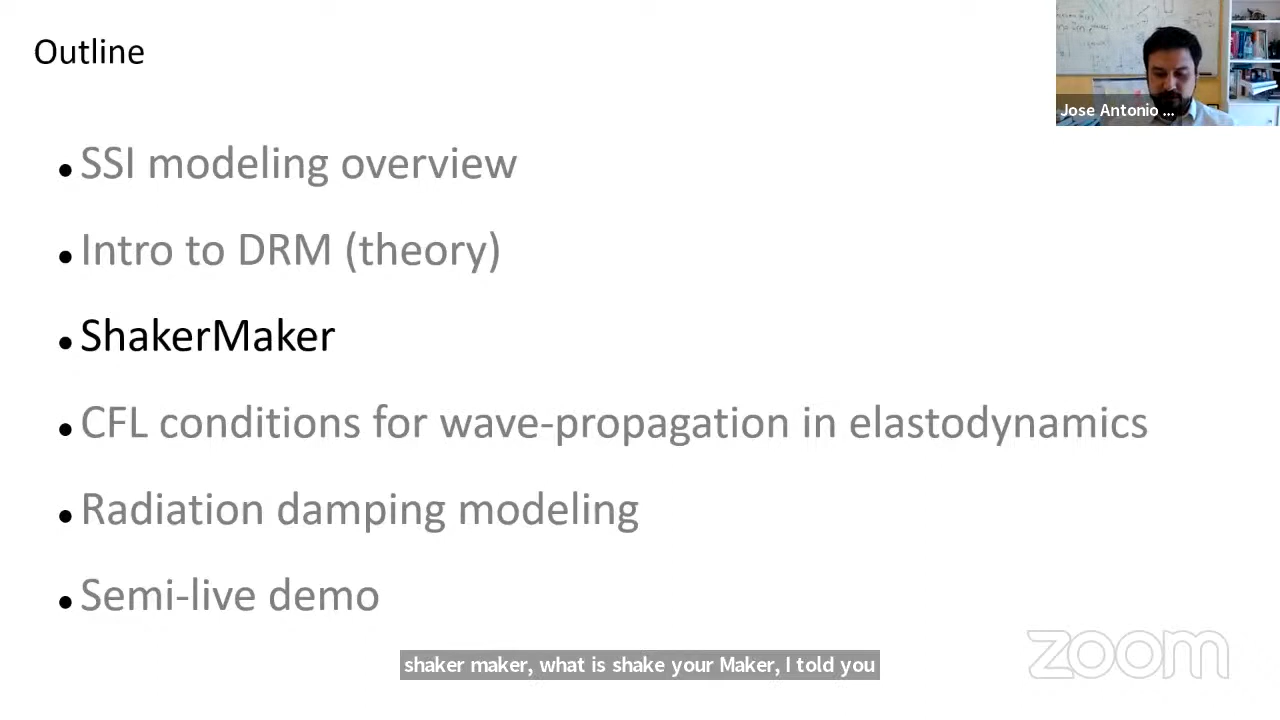 Outline
Jose Antonio ...
SSI modeling overview
Intro to DRM (theory)
ShakerMaker
CFL conditions for wave-propagation in elastodynamics
Radiation damping modeling
Semi-live demo
shaker maker, what is shake your Maker, I told you
zoom